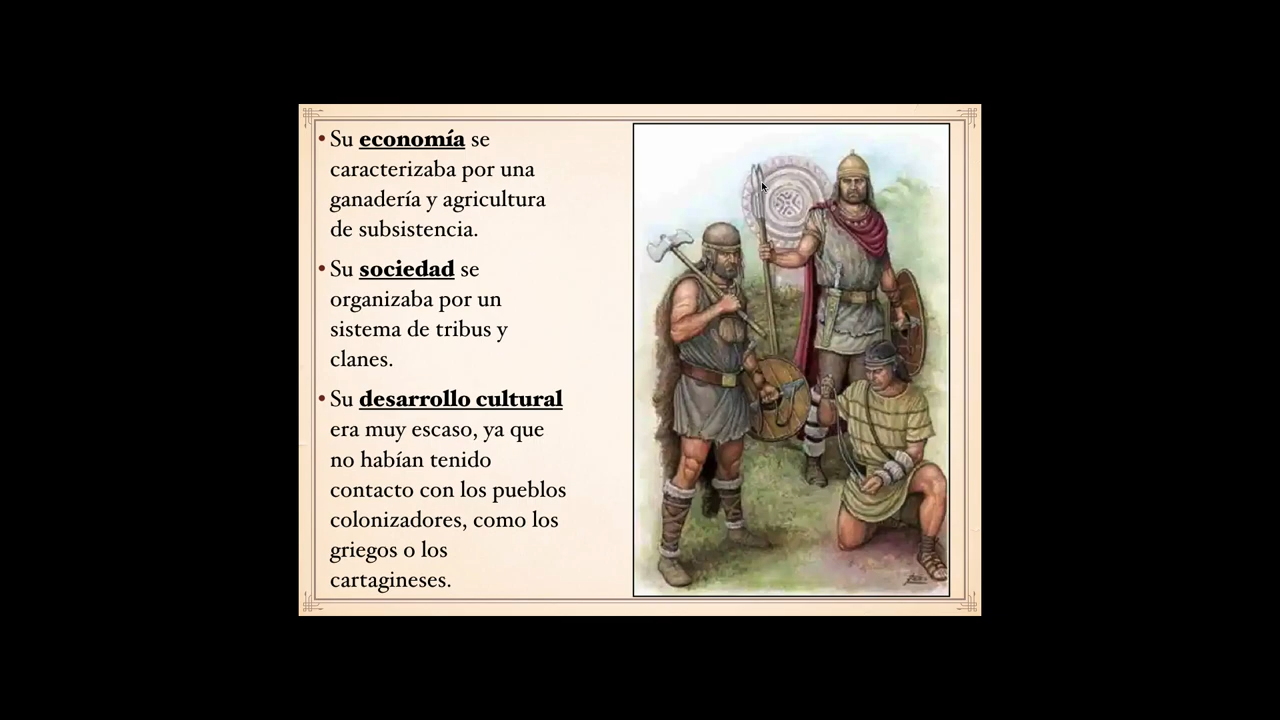 • Su economía se
caracterizaba por una
ganadería y agricultura
de subsistencia.
• Su sociedad se
organizaba por un
sistema de tribus y
clanes.
• Su desarrollo cultural
era muy escaso, ya que
no habían tenido
contacto con los pueblos
colonizadores, como los
griegos o los
cartagineses.